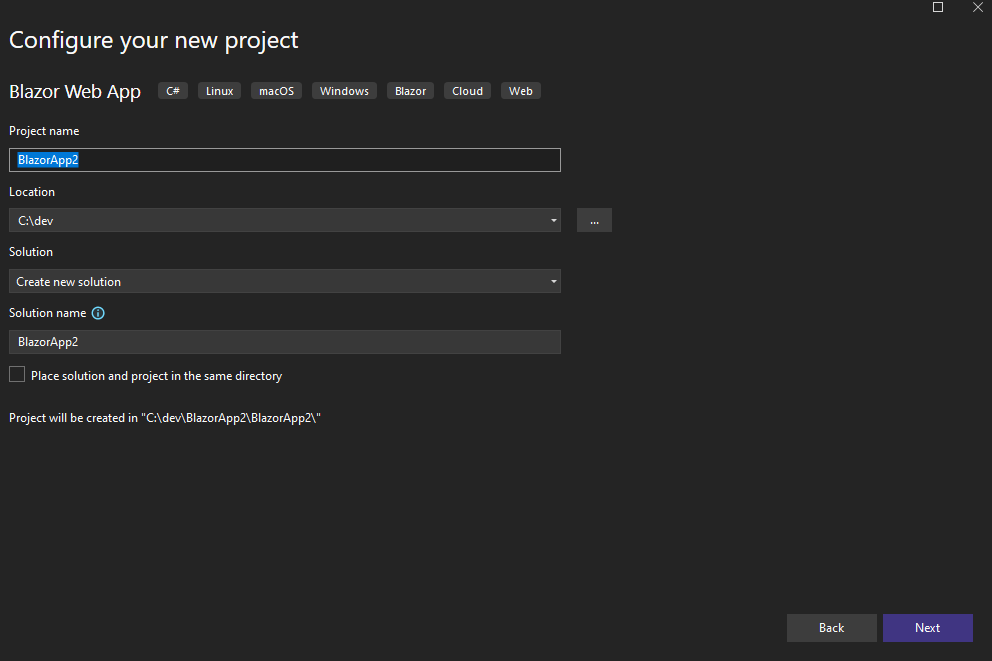 Configure your new project
Blazor Web App C# Linux macOS Windows Blazor Cloud Web
Project name
BlazorApp2
Location
C:\dev
...
Solution
Create new solution
Solution name
BlazorApp2
Place solution and project in the same directory
Project will be created in "C:\dev\BlazorApp2\BlazorApp2\"
Back Next